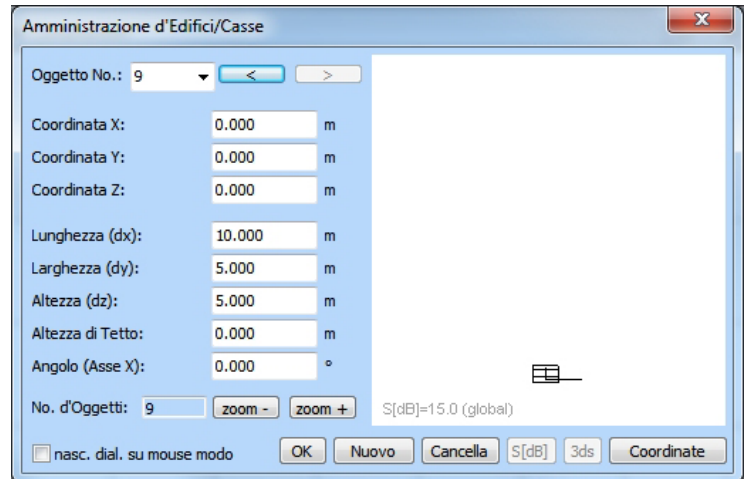 Amministrazione d'Edifici/Casse
Oggetto No.: 9 < >
Coordinata X: 0.000 m
Coordinata Y: 0.000 m
Coordinata Z: 0.000 m
Lunghezza (dx): 10.000 m
Larghezza (dy): 5.000 m
Altezza (dz): 5.000 m
Altezza di Tetto: 0.000 m
Angolo (Asse X): 0.000 °
No. d'Oggetti: 9 zoom - zoom + S[dB]=15.0 (global)
nasc. dial. su mouse modo OK Nuovo Cancella S[dB] 3ds Coordinate